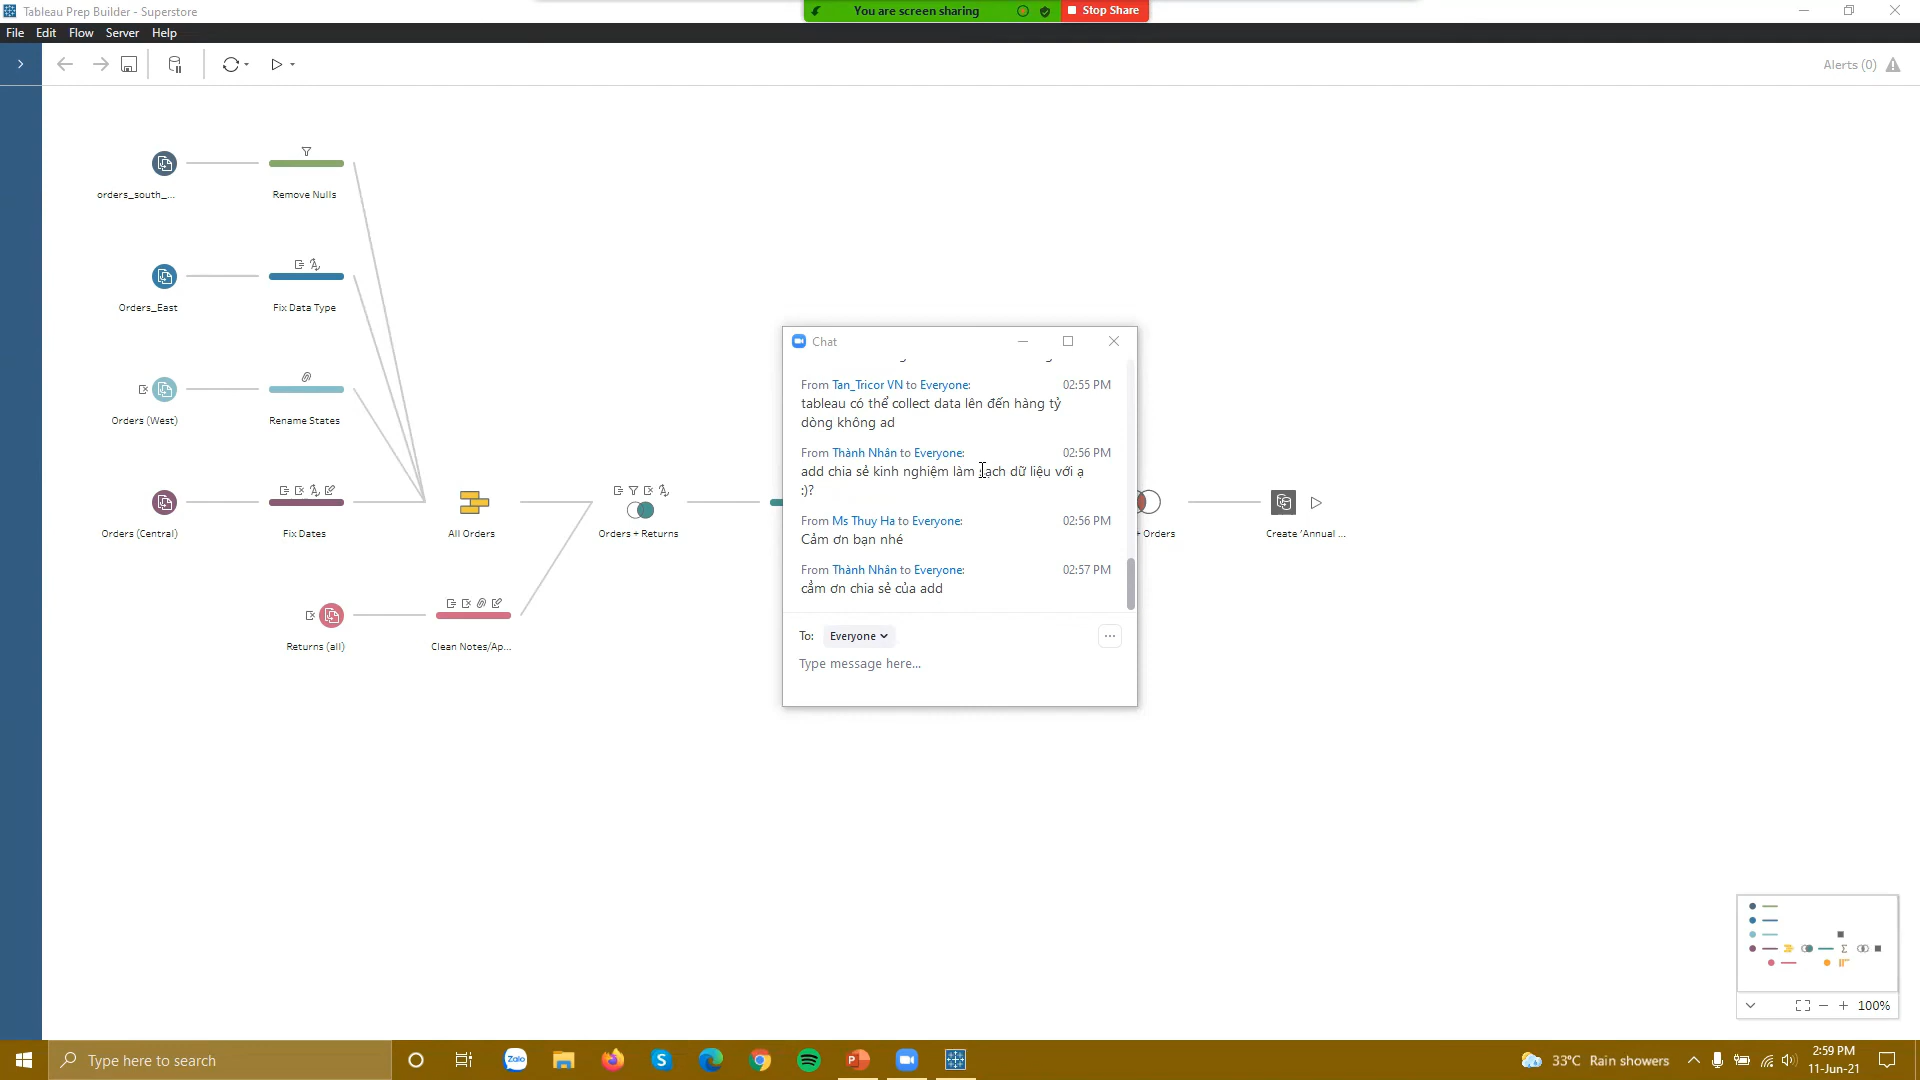 Tableau Prep Builder - Superstore
You are screen sharing
Stop Share
File Edit Flow Server Help
Alerts (0)
orders_south_...
Remove Nulls
Orders_East
Fix Data Type
Orders (West)
Rename States
Orders (Central)
Fix Dates
All Orders
Orders + Returns
+ Orders
Create 'Annual ...
Returns (all)
Clean Notes/Ap...
Chat
From Tan_Tricor VN to Everyone: 02:55 PM
tableau có thể collect data lên đến hàng tỷ
dòng không ad
From Thành Nhân to Everyone: 02:56 PM
add chia sẻ kinh nghiệm làm sạch dữ liệu với ạ
:)?
From Ms Thuy Ha to Everyone: 02:56 PM
Cảm ơn bạn nhé
From Thành Nhân to Everyone: 02:57 PM
cảm ơn chia sẻ của add
To: Everyone
Type message here...
100%
Type here to search
Zalo
33°C Rain showers
2:59 PM
11-Jun-21